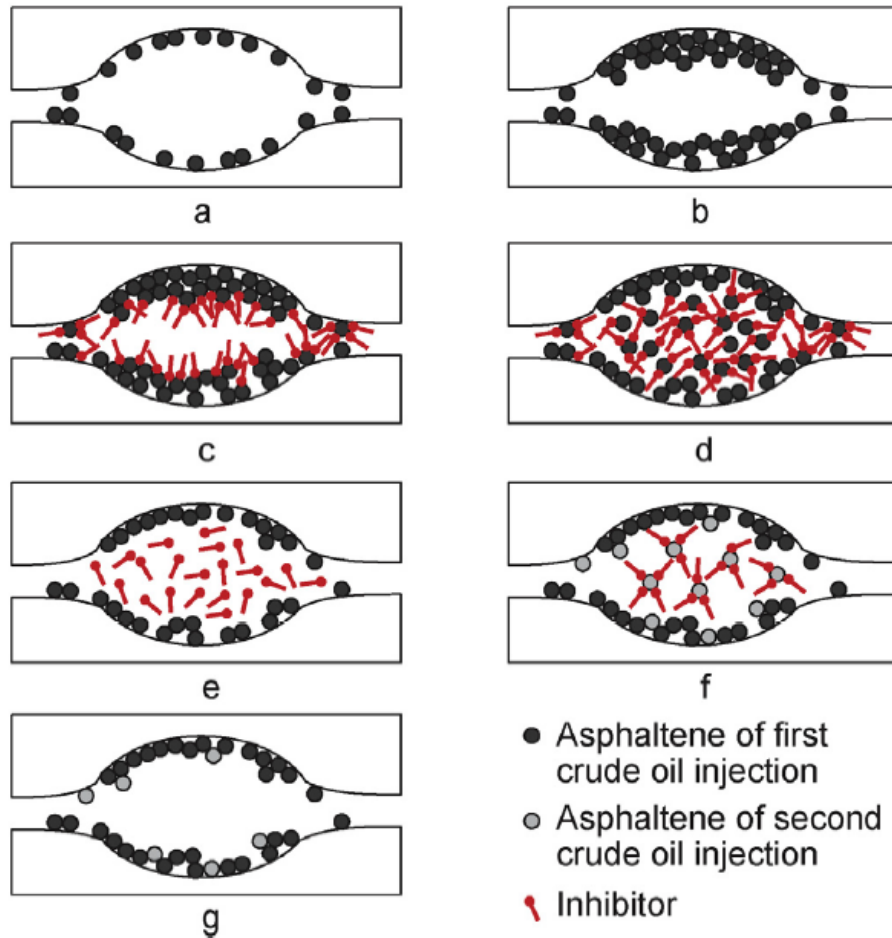 a
b
c
d
e
f
g
Asphaltene of first
crude oil injection
Asphaltene of second
crude oil injection
Inhibitor